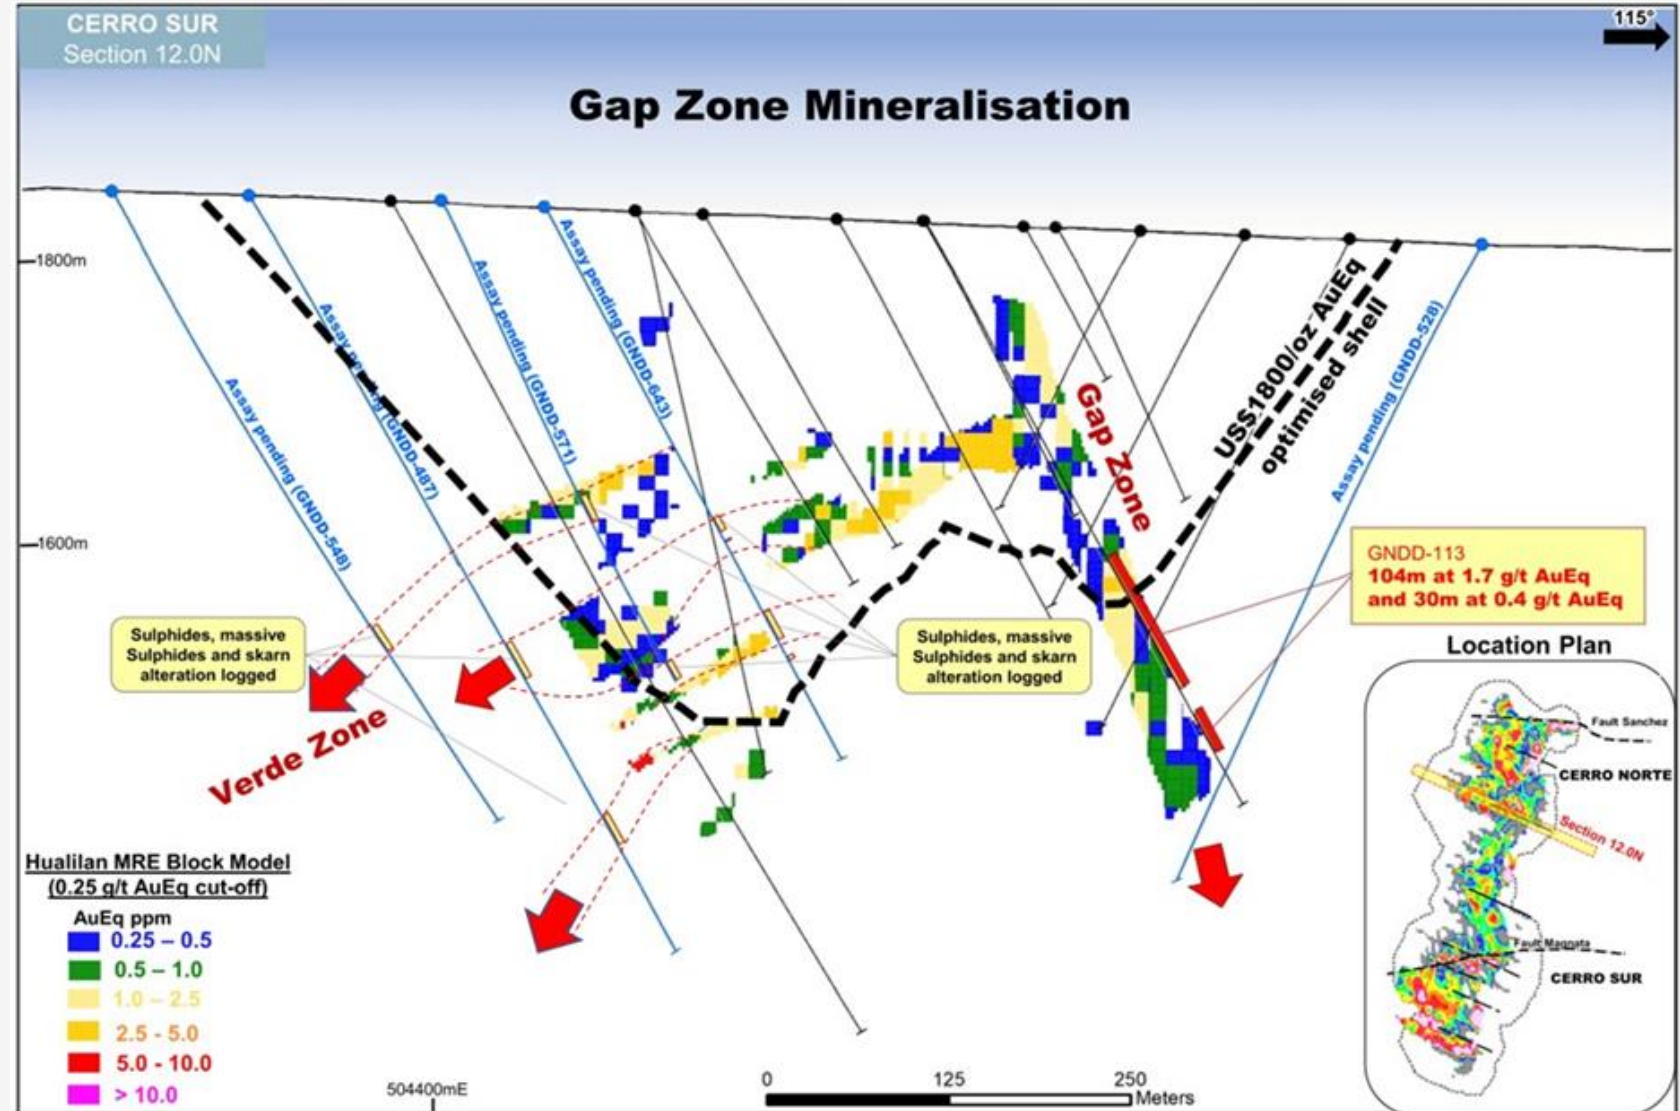 CERRO SUR
Section 12.0N
115°
Gap Zone Mineralisation
1800m
1600m
Assay pending (GNDD-548)
Assay pending (GNDD-487)
Assay pending (GNDD-571)
Assay pending (GNDD-643)
Gap Zone
US$1800/oz AuEq
optimised shell
Assay pending (GNDD-528)
GNDD-113
104m at 1.7 g/t AuEq
and 30m at 0.4 g/t AuEq
Sulphides, massive
Sulphides and skarn
alteration logged
Sulphides, massive
Sulphides and skarn
alteration logged
Verde Zone
Location Plan
Fault Sanchez
CERRO NORTE
Section 12.0N
Fault Magnata
CERRO SUR
Hualilan MRE Block Model
(0.25 g/t AuEq cut-off)
AuEq ppm
0.25 – 0.5
0.5 – 1.0
1.0 – 2.5
2.5 - 5.0
5.0 - 10.0
> 10.0
504400mE
0 125 250
Meters